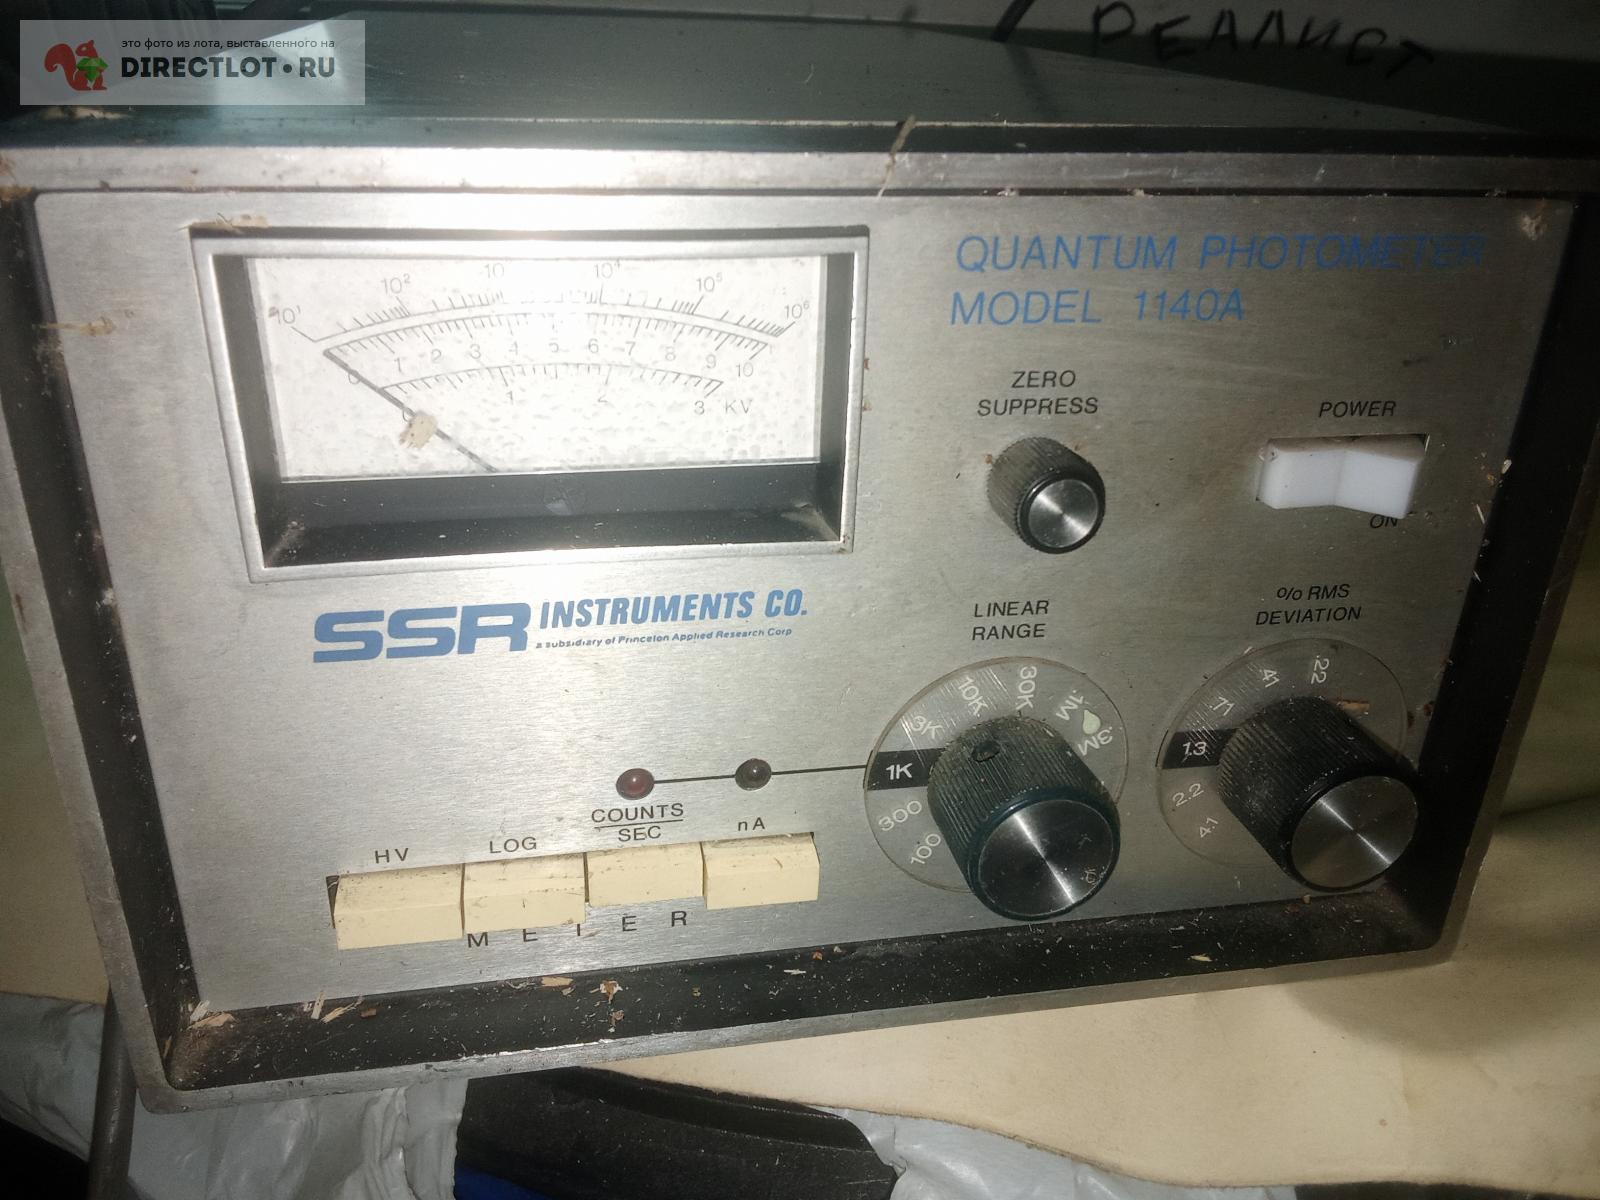 это фото из лота, выставленного на
DIRECTLOT•RU
РЕАЛИСТ
QUANTUM PHOTOMETER
MODEL 1140A
10¹ 10² 10 10⁴ 10⁵ 10⁶
0 1 2 3 4 5 6 7 8 9 10
0 1 2 3 KV
ZERO
SUPPRESS
POWER
ON
SSR INSTRUMENTS CO.
a subsidiary of Princeton Applied Research Corp
LINEAR
RANGE
% RMS
DEVIATION
100 300 1K 3K 10K 30K .1M .3M
4.1 2.2 1.3 .71 .41 .22
HV
LOG
COUNTS
SEC
nA
METER